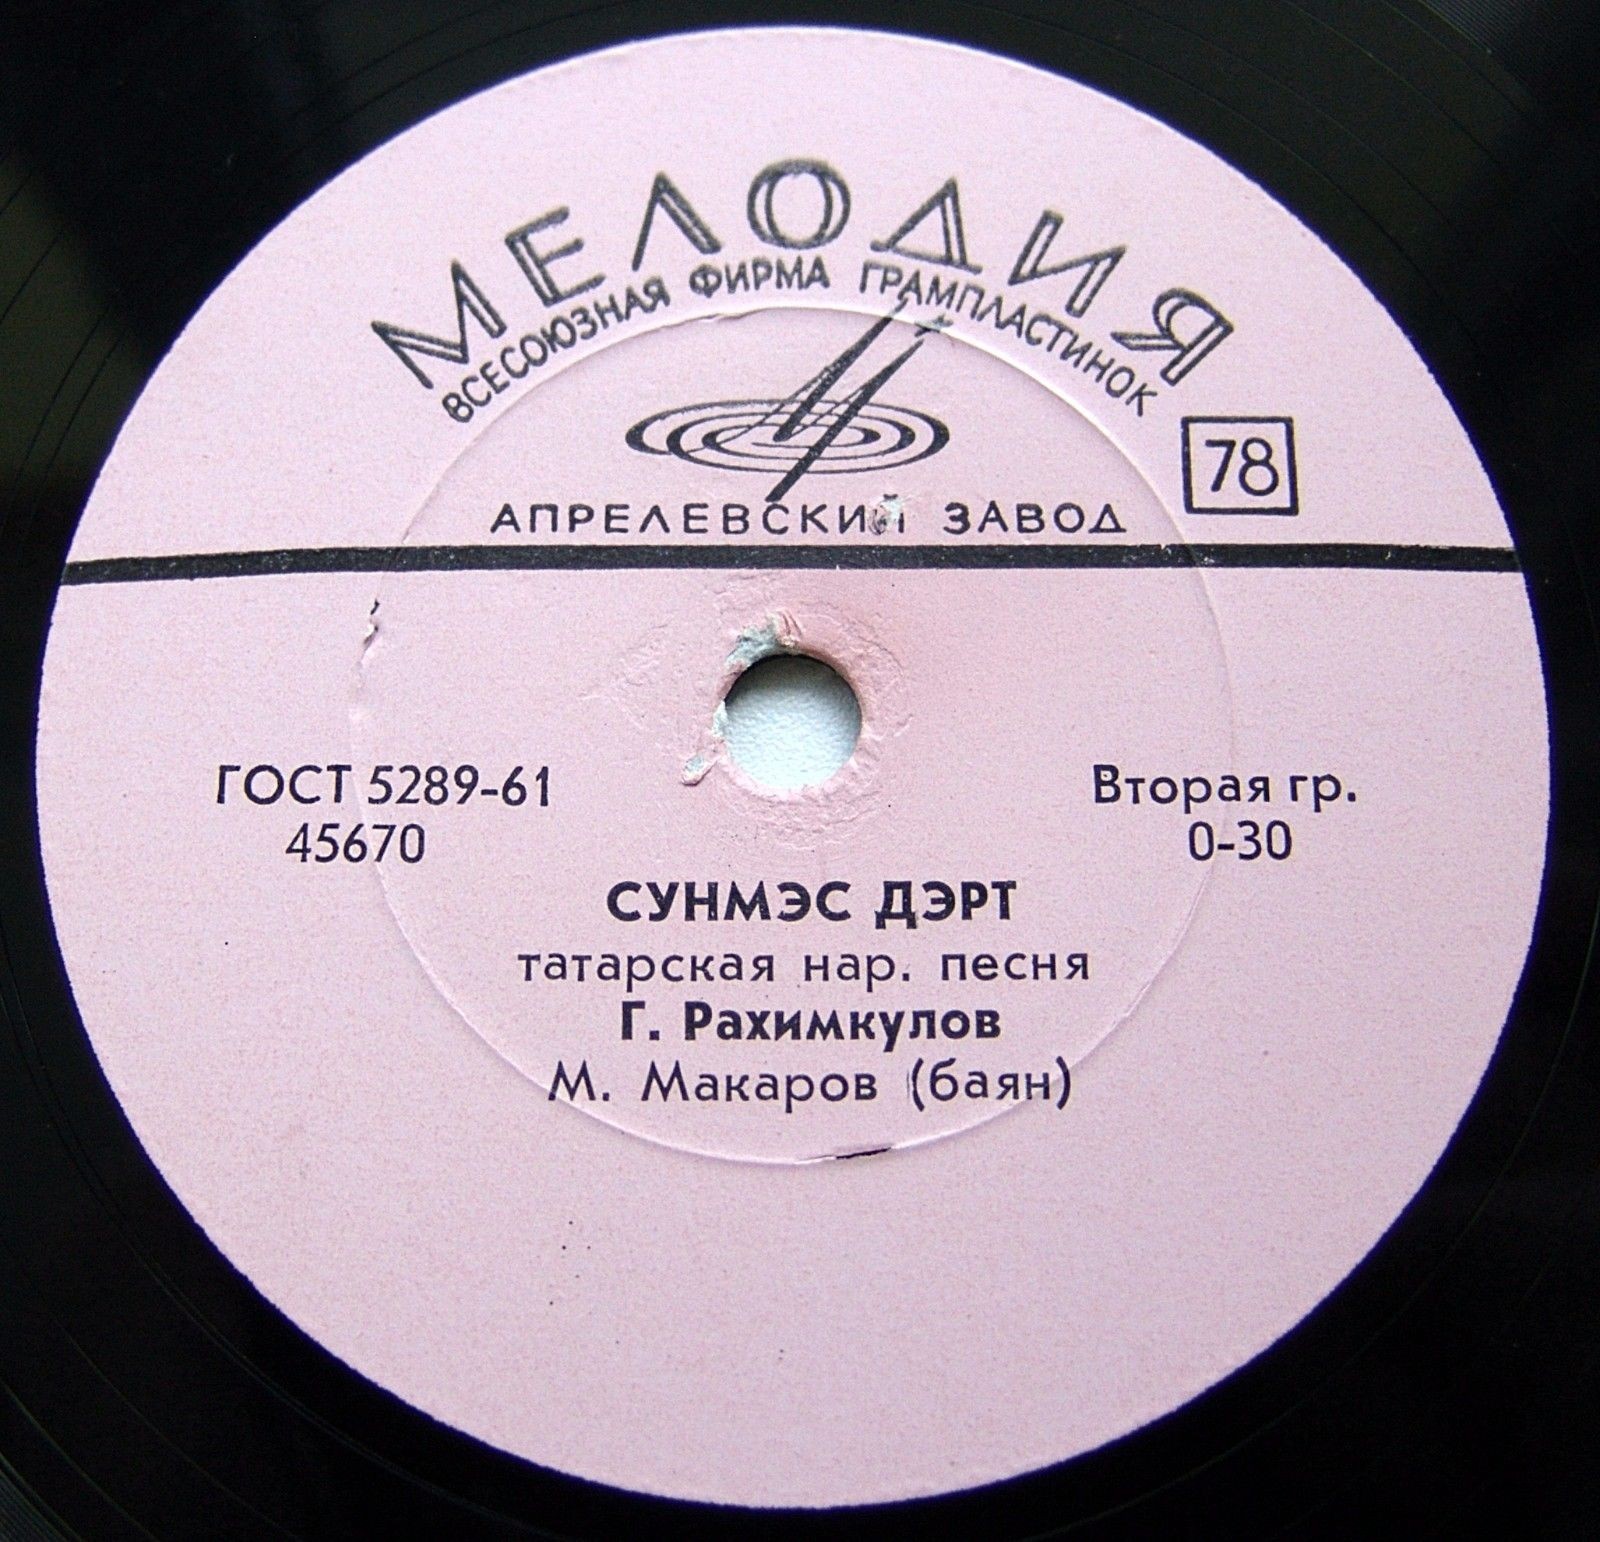 МЕЛОДИЯ
ВСЕСОЮЗНАЯ ФИРМА ГРАМПЛАСТИНОК
78
АПРЕЛЕВСКИЙ ЗАВОД
ГОСТ 5289-61
45670
Вторая гр.
0-30
СУНМЭС ДЭРТ
татарская нар. песня
Г. Рахимкулов
М. Макаров (баян)